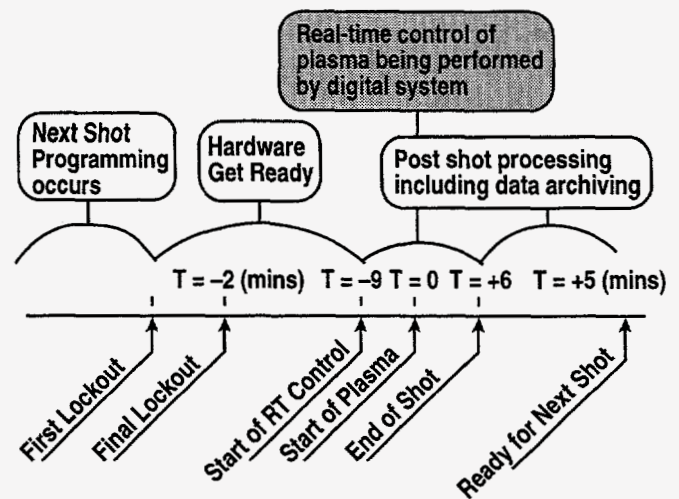 Real-time control of
plasma being performed
by digital system
Next Shot
Programming
occurs
Hardware
Get Ready
Post shot processing
including data archiving
T = –2 (mins) T = –9 T = 0 T = +6 T = +5 (mins)
First Lockout
Final Lockout
Start of RT Control
Start of Plasma
End of Shot
Ready for Next Shot